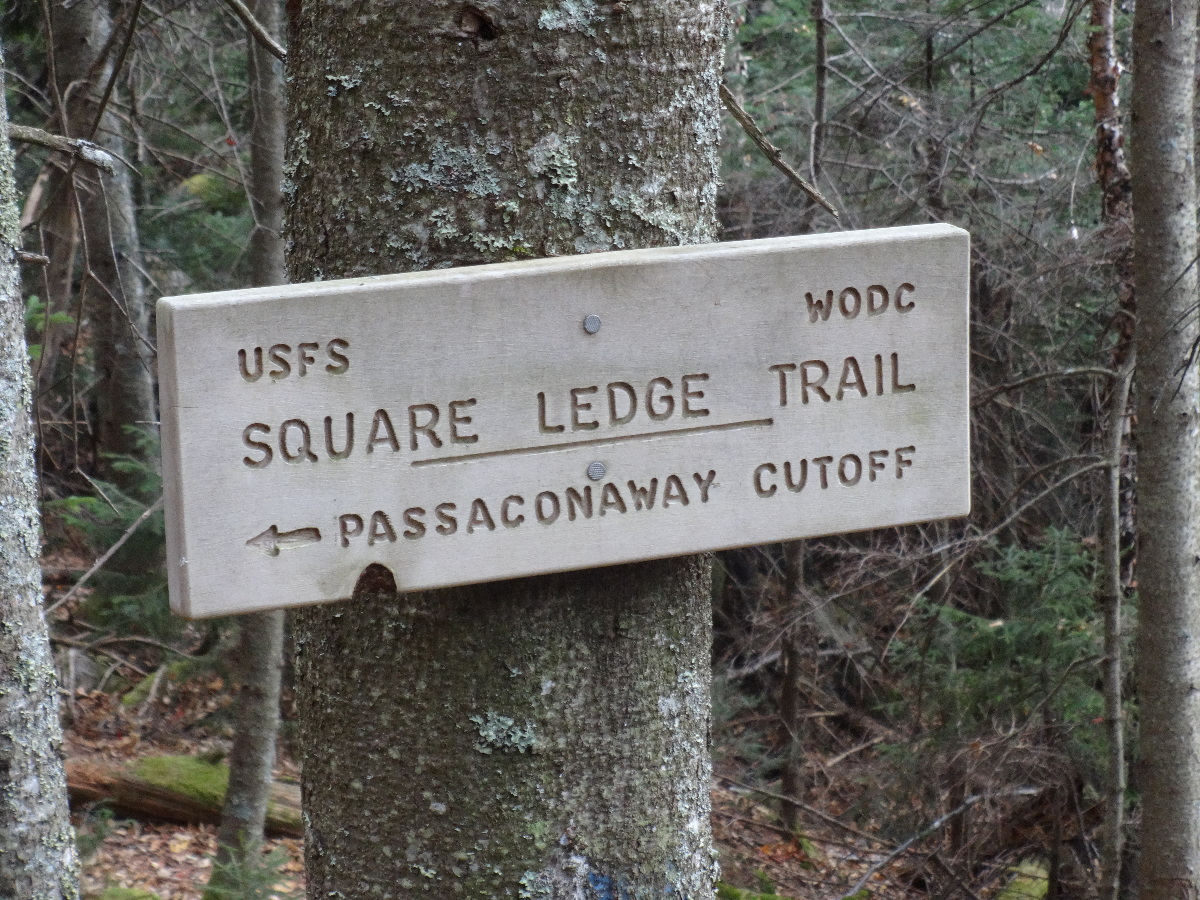 USFS WODC
SQUARE LEDGE TRAIL
← PASSACONAWAY CUTOFF